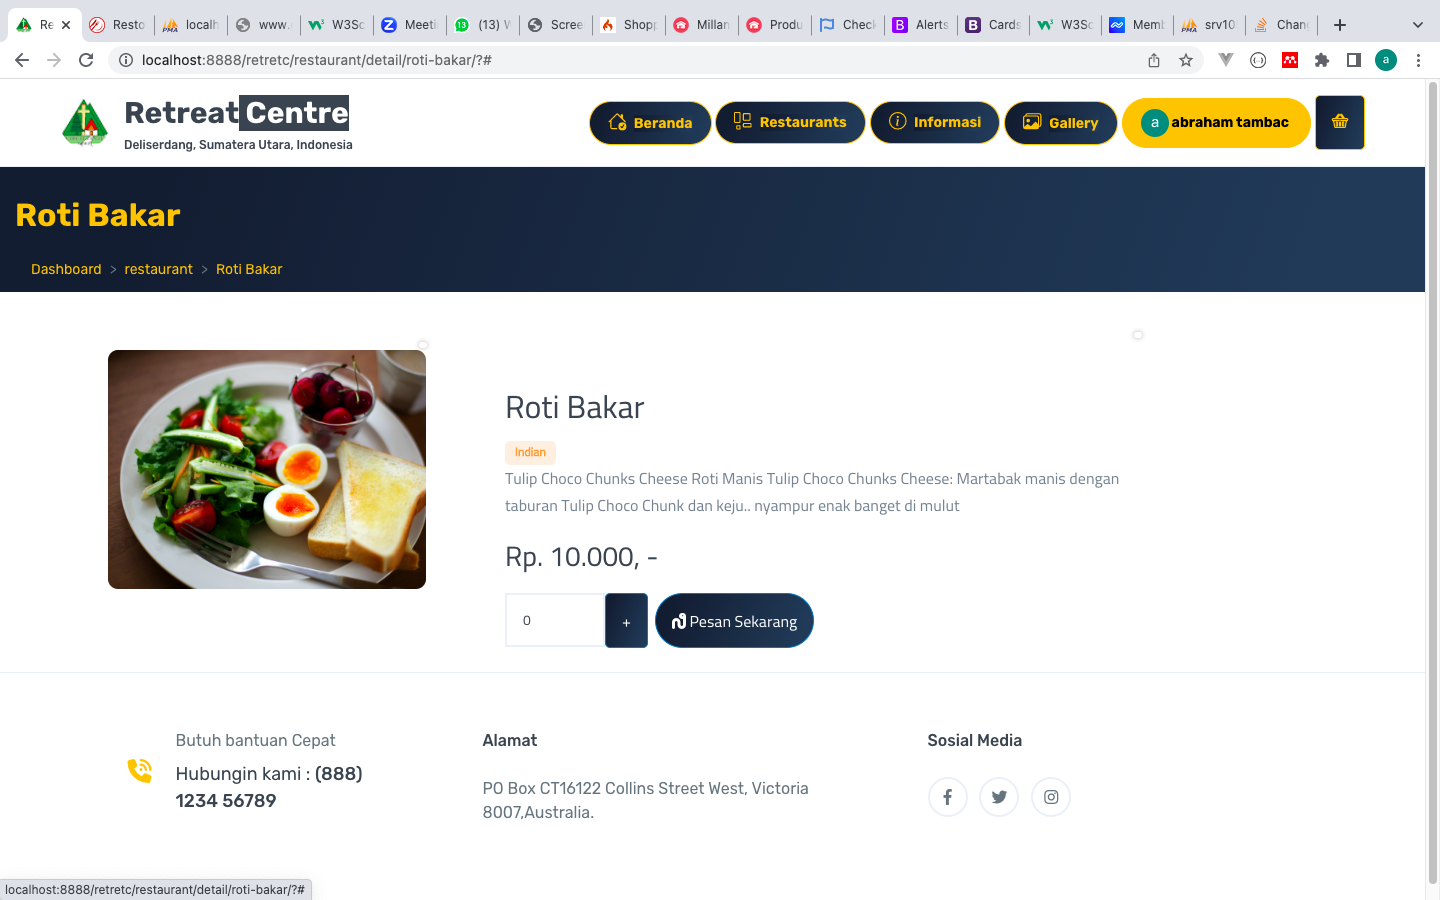 Re
Resto
localh
www.
W3Sc
Meeti
(13) W
Scree
Shopp
Millan
Produ
Check
Alerts
Cards
W3Sc
Memb
srv10
Chang
localhost:8888/retretc/restaurant/detail/roti-bakar/?#
a
Retreat Centre
Deliserdang, Sumatera Utara, Indonesia
Beranda
Restaurants
Informasi
Gallery
a abraham tambac
Roti Bakar
Dashboard > restaurant > Roti Bakar
Roti Bakar
Indian
Tulip Choco Chunks Cheese Roti Manis Tulip Choco Chunks Cheese: Martabak manis dengan
taburan Tulip Choco Chunk dan keju.. nyampur enak banget di mulut
Rp. 10.000, -
0
+
Pesan Sekarang
Butuh bantuan Cepat
Hubungin kami : (888)
1234 56789
Alamat
PO Box CT16122 Collins Street West, Victoria
8007,Australia.
Sosial Media
localhost:8888/retretc/restaurant/detail/roti-bakar/?#